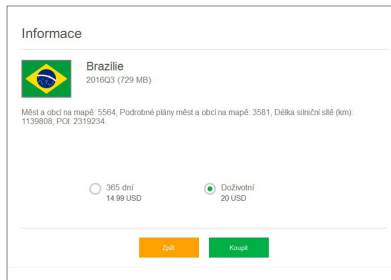 Informace
Brazílie
2016Q3 (729 MB)
Měst a obcí na mapě: 5564, Podrobné plány měst a obcí na mapě: 3581, Délka silniční sítě (km):
1139808, POI: 2319234.
365 dní
14.99 USD
Doživotní
20 USD
Zpět
Koupit